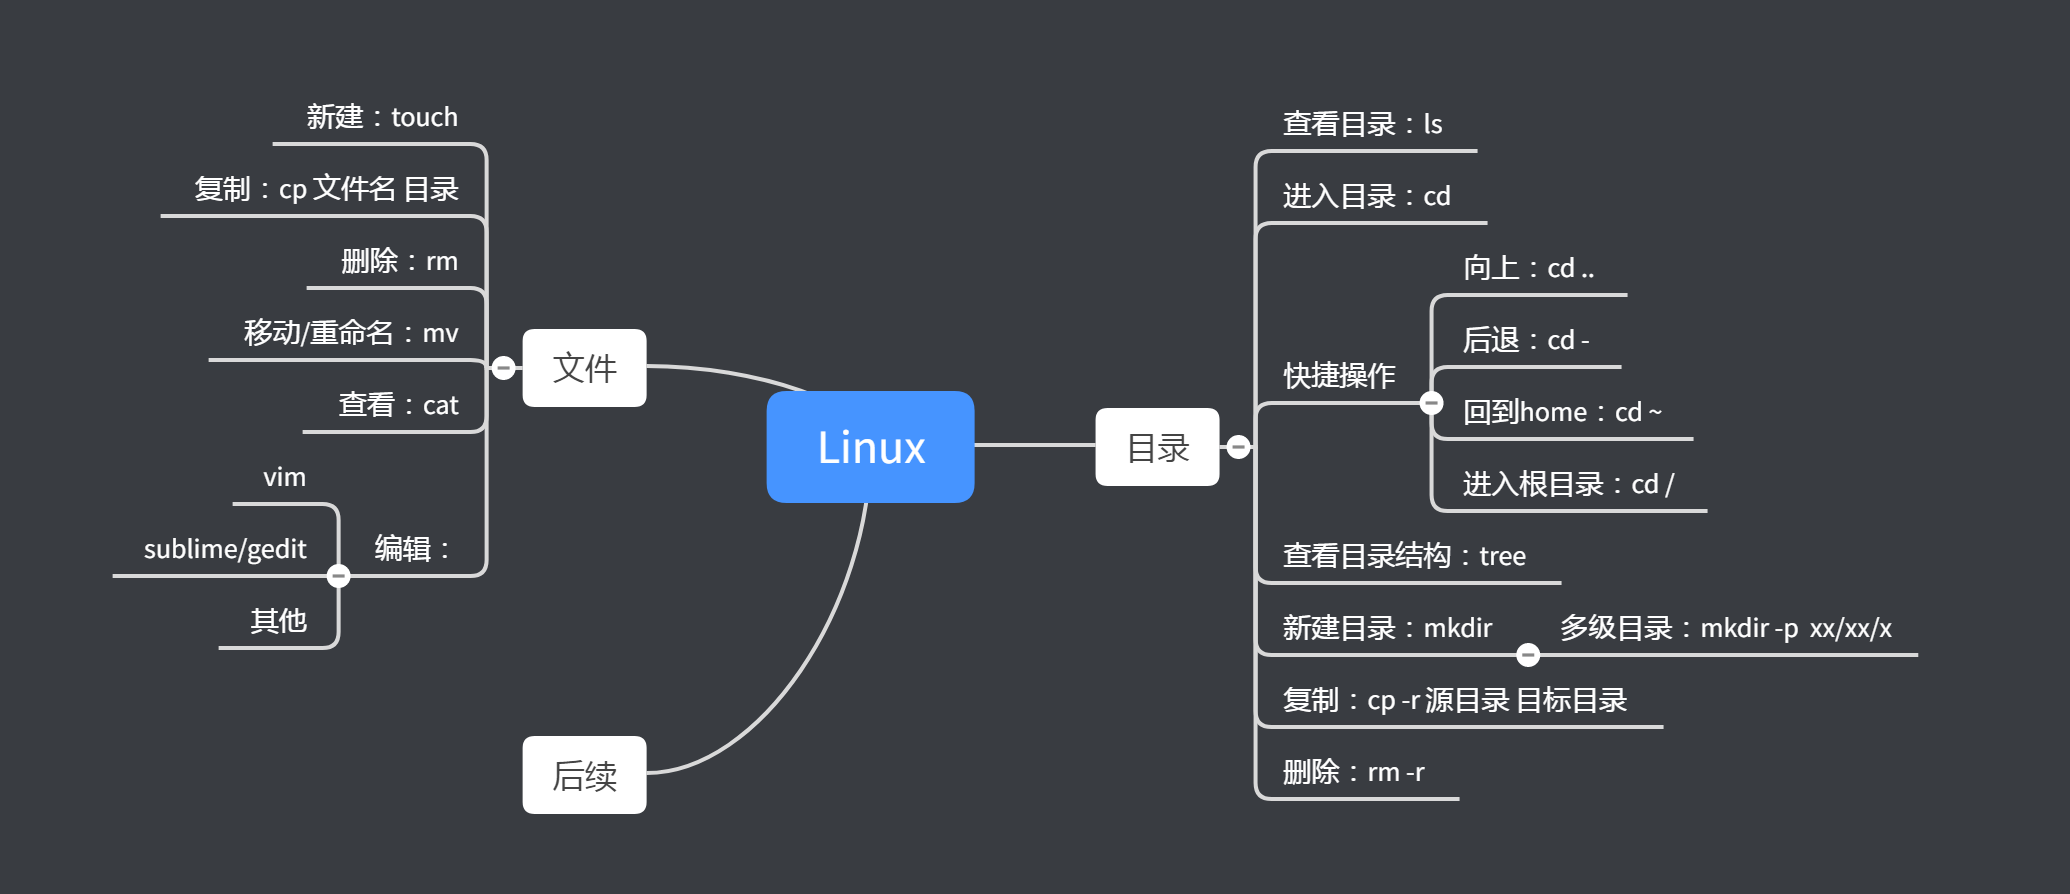 Linux
文件
新建：touch
复制：cp 文件名 目录
删除：rm
移动/重命名：mv
查看：cat
编辑：
vim
sublime/gedit
其他
目录
查看目录：ls
进入目录：cd
快捷操作
向上：cd ..
后退：cd -
回到home：cd ~
进入根目录：cd /
查看目录结构：tree
新建目录：mkdir
多级目录：mkdir -p  xx/xx/x
复制：cp -r 源目录 目标目录
删除：rm -r
后续